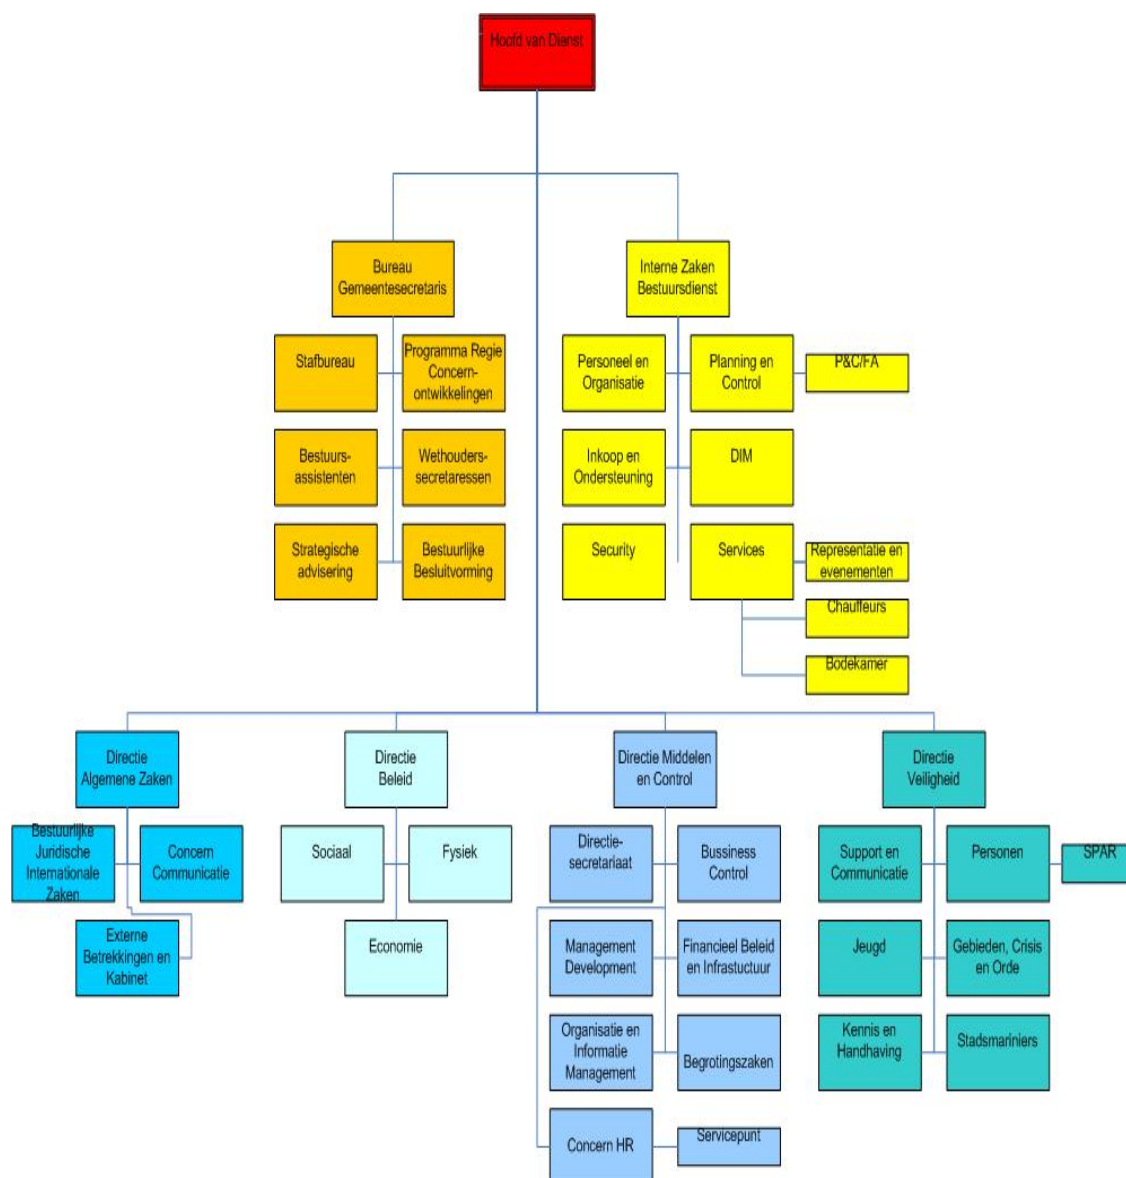 Hoofd van Dienst
Bureau
Gemeentesecretaris
Interne Zaken
Bestuursdienst
Stafbureau
Programma Regie
Concern-
ontwikkelingen
Personeel en
Organisatie
Planning en
Control
P&C/FA
Bestuurs-
assistenten
Wethouders-
secretaressen
Inkoop en
Ondersteuning
DIM
Strategische
advisering
Bestuurlijke
Besluitvorming
Security
Services
Representatie en
evenementen
Chauffeurs
Bodekamer
Directie
Algemene Zaken
Directie
Beleid
Directie Middelen
en Control
Directie
Veiligheid
Bestuurlijke
Juridische
Internationale
Zaken
Concern
Communicatie
Sociaal
Fysiek
Directie-
secretariaat
Bussiness
Control
Support en
Communicatie
Personen
SPAR
Externe
Betrekkingen en
Kabinet
Economie
Management
Development
Financieel Beleid
en Infrastuctuur
Jeugd
Gebieden, Crisis
en Orde
Organisatie en
Informatie
Management
Begrotingszaken
Kennis en
Handhaving
Stadsmariniers
Concern HR
Servicepunt